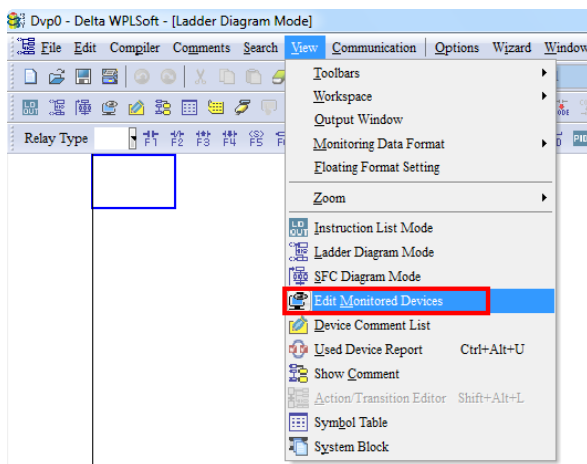 Dvp0 - Delta WPLSoft - [Ladder Diagram Mode]
File Edit Compiler Comments Search View Communication Options Wizard Window
Relay Type F1 F2 F3 F4 F5
Toolbars
Workspace
Output Window
Monitoring Data Format
Floating Format Setting
Zoom
Instruction List Mode
Ladder Diagram Mode
SFC Diagram Mode
Edit Monitored Devices
Device Comment List
Used Device Report Ctrl+Alt+U
Show Comment
Action/Transition Editor Shift+Alt+L
Symbol Table
System Block